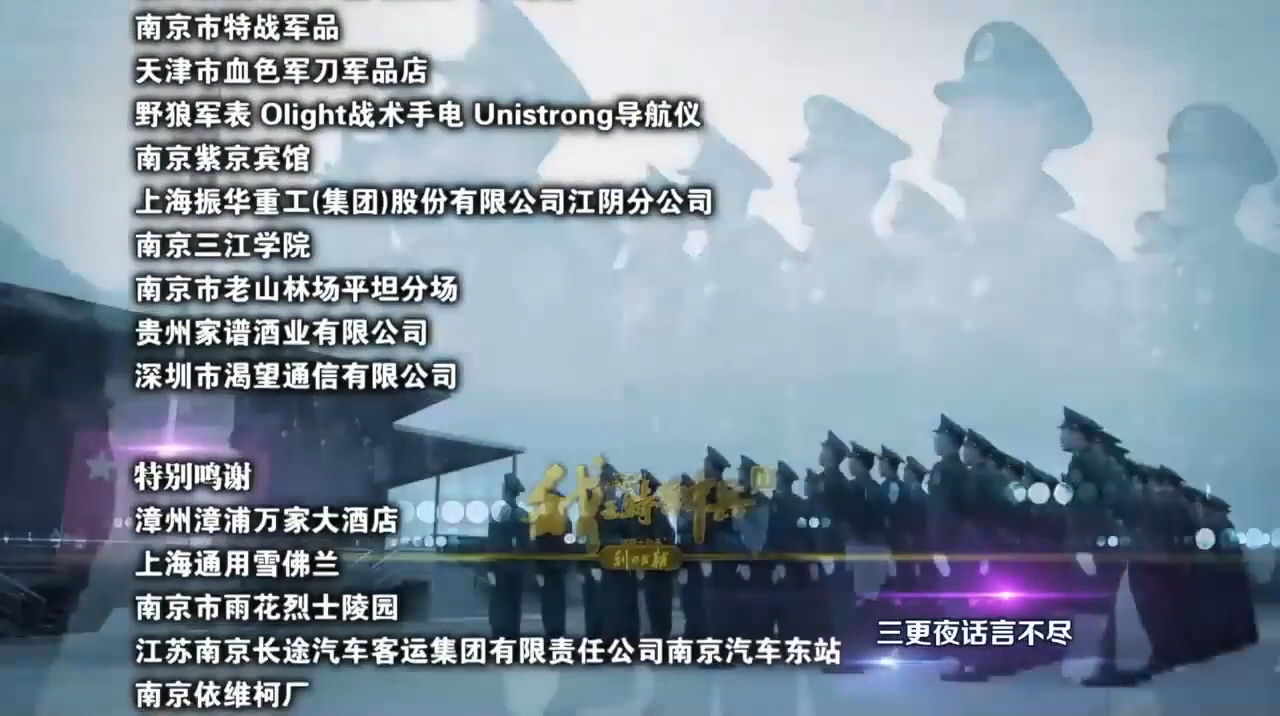 南京市特战军品
天津市血色军刀军品店
野狼军表 Olight战术手电 Unistrong导航仪
南京紫京宾馆
上海振华重工(集团)股份有限公司江阴分公司
南京三江学院
南京市老山林场平坦分场
贵州家谱酒业有限公司
深圳市渴望通信有限公司
特别鸣谢
漳州漳浦万家大酒店
上海通用雪佛兰
南京市雨花烈士陵园
江苏南京长途汽车客运集团有限责任公司南京汽车东站
南京依维柯厂
三更夜话言不尽